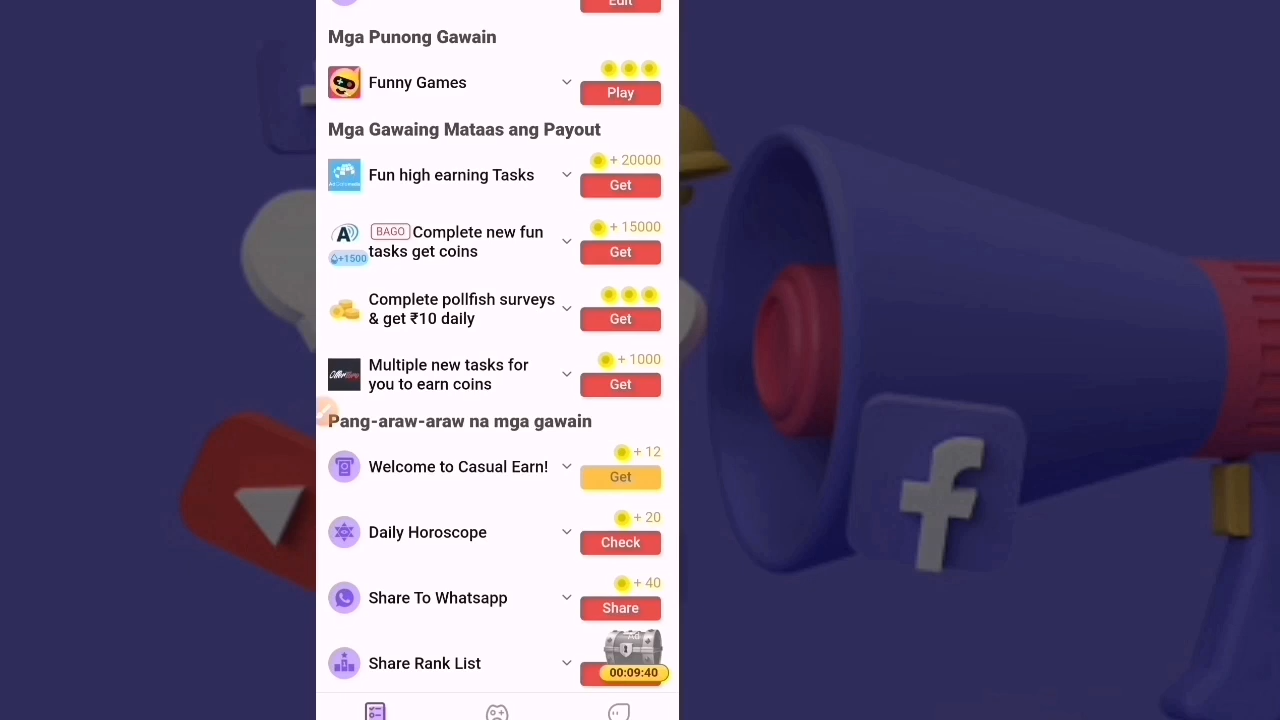 Edit
Mga Punong Gawain
Funny Games
Play
Mga Gawaing Mataas ang Payout
+ 20000
Fun high earning Tasks
Get
+ 15000
BAGO Complete new fun
tasks get coins
+1500
Get
Complete pollfish surveys
& get ₹10 daily
Get
+ 1000
Multiple new tasks for
you to earn coins
Get
Pang-araw-araw na mga gawain
+ 12
Welcome to Casual Earn!
Get
+ 20
Daily Horoscope
Check
+ 40
Share To Whatsapp
Share
Share Rank List
00:09:40